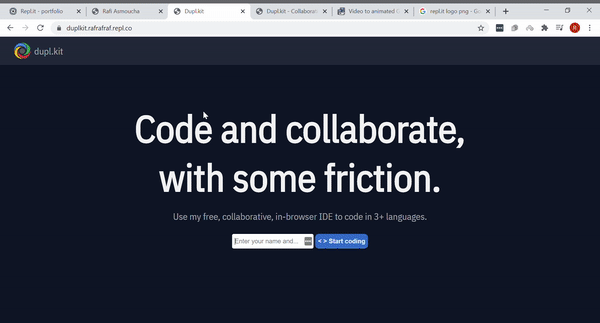 Repl.it - portfolio
Rafi Asmoucha
Dupl.kit
Dupl.kit - Collaborat
Video to animated G
repl.it logo png - Go
duplkit.rafrafraf.repl.co
R
dupl.kit
Code and collaborate,
with some friction.
Use my free, collaborative, in-browser IDE to code in 3+ languages.
Enter your name and...
< > Start coding